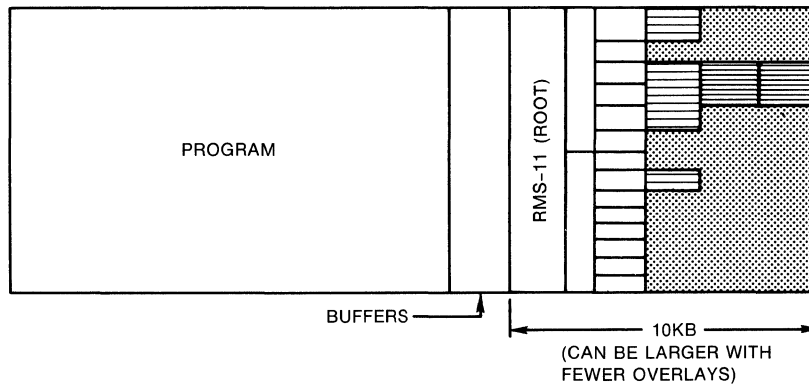 PROGRAM
RMS-11 (ROOT)
BUFFERS
10KB
(CAN BE LARGER WITH
FEWER OVERLAYS)